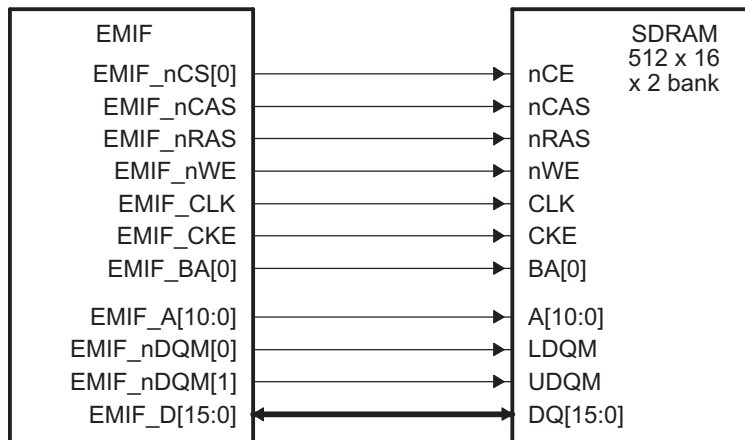 EMIF
SDRAM
512 x 16
x 2 bank
EMIF_nCS[0]
nCE
EMIF_nCAS
nCAS
EMIF_nRAS
nRAS
EMIF_nWE
nWE
EMIF_CLK
CLK
EMIF_CKE
CKE
EMIF_BA[0]
BA[0]
EMIF_A[10:0]
A[10:0]
EMIF_nDQM[0]
LDQM
EMIF_nDQM[1]
UDQM
EMIF_D[15:0]
DQ[15:0]